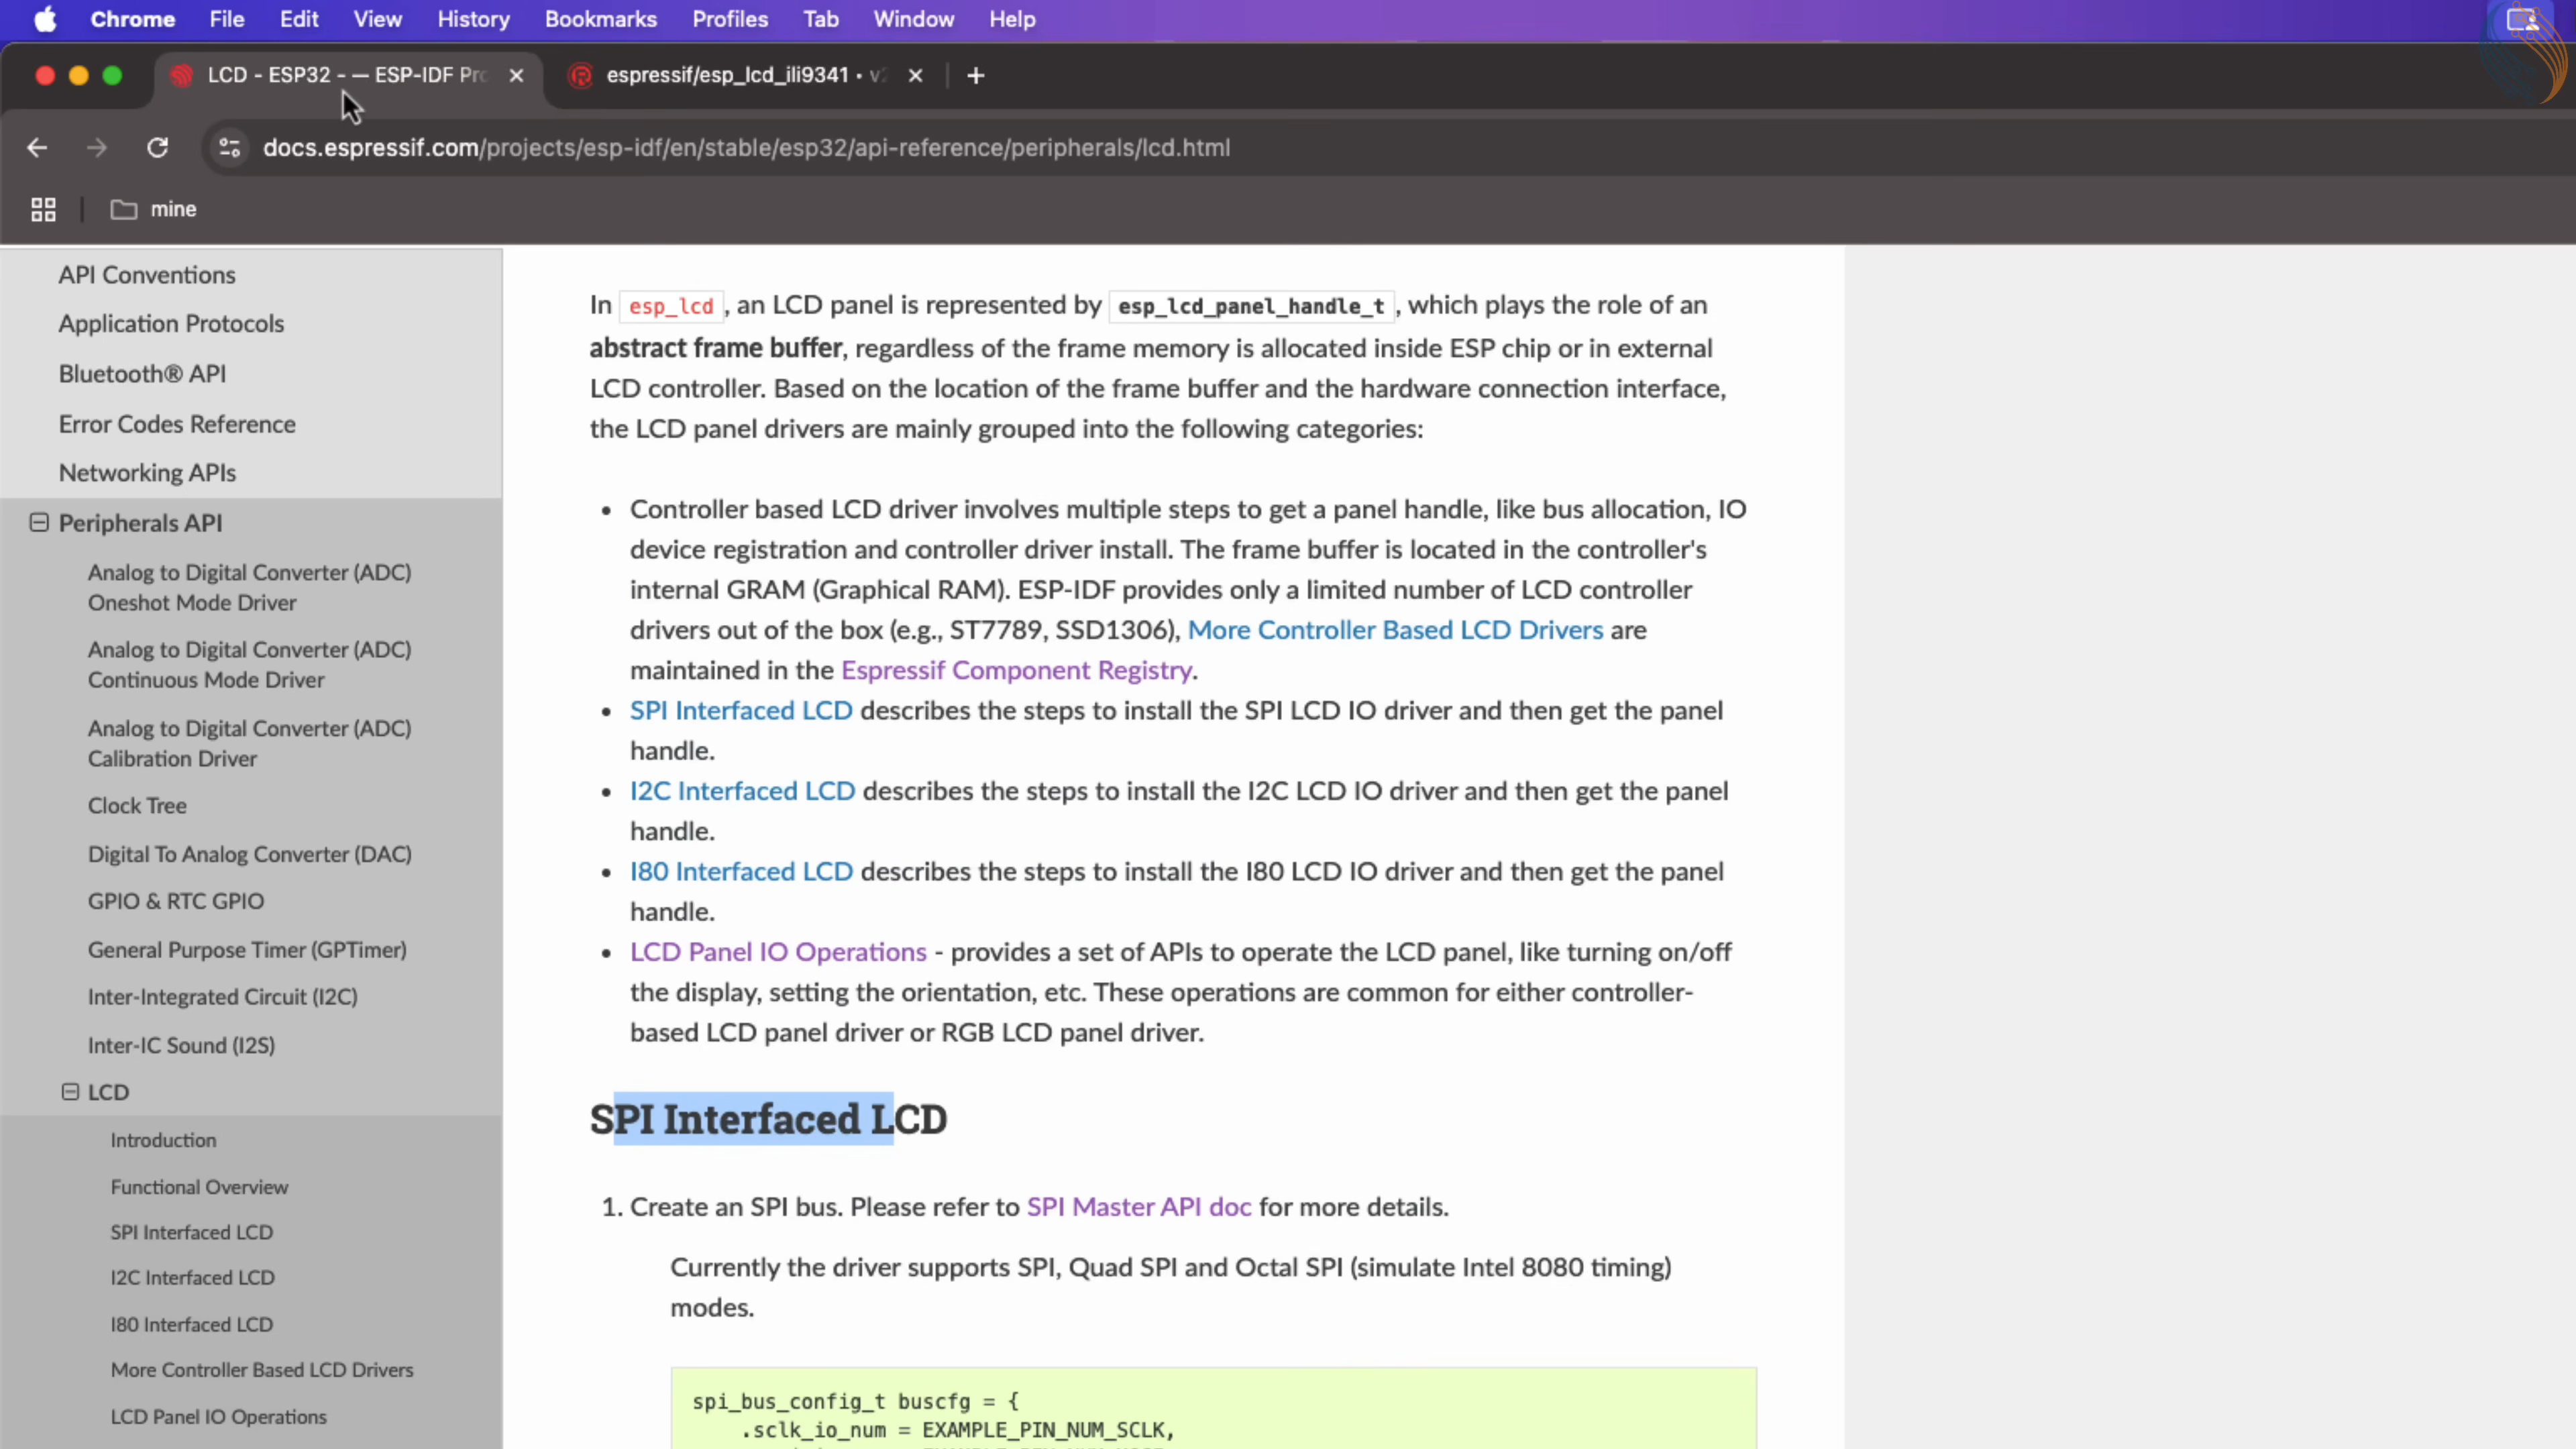 Chrome File Edit View History Bookmarks Profiles Tab Window Help
LCD - ESP32 - — ESP-IDF Pr
espressif/esp_lcd_ili9341 • v
docs.espressif.com/projects/esp-idf/en/stable/esp32/api-reference/peripherals/lcd.html
mine
API Conventions
Application Protocols
Bluetooth® API
Error Codes Reference
Networking APIs
Peripherals API
Analog to Digital Converter (ADC)
Oneshot Mode Driver
Analog to Digital Converter (ADC)
Continuous Mode Driver
Analog to Digital Converter (ADC)
Calibration Driver
Clock Tree
Digital To Analog Converter (DAC)
GPIO & RTC GPIO
General Purpose Timer (GPTimer)
Inter-Integrated Circuit (I2C)
Inter-IC Sound (I2S)
LCD
Introduction
Functional Overview
SPI Interfaced LCD
I2C Interfaced LCD
I80 Interfaced LCD
More Controller Based LCD Drivers
LCD Panel IO Operations
In esp_lcd, an LCD panel is represented by esp_lcd_panel_handle_t, which plays the role of an
abstract frame buffer, regardless of the frame memory is allocated inside ESP chip or in external
LCD controller. Based on the location of the frame buffer and the hardware connection interface,
the LCD panel drivers are mainly grouped into the following categories:
• Controller based LCD driver involves multiple steps to get a panel handle, like bus allocation, IO
device registration and controller driver install. The frame buffer is located in the controller's
internal GRAM (Graphical RAM). ESP-IDF provides only a limited number of LCD controller
drivers out of the box (e.g., ST7789, SSD1306), More Controller Based LCD Drivers are
maintained in the Espressif Component Registry.
• SPI Interfaced LCD describes the steps to install the SPI LCD IO driver and then get the panel
handle.
• I2C Interfaced LCD describes the steps to install the I2C LCD IO driver and then get the panel
handle.
• I80 Interfaced LCD describes the steps to install the I80 LCD IO driver and then get the panel
handle.
• LCD Panel IO Operations - provides a set of APIs to operate the LCD panel, like turning on/off
the display, setting the orientation, etc. These operations are common for either controller-
based LCD panel driver or RGB LCD panel driver.
SPI Interfaced LCD
1. Create an SPI bus. Please refer to SPI Master API doc for more details.
Currently the driver supports SPI, Quad SPI and Octal SPI (simulate Intel 8080 timing)
modes.
spi_bus_config_t buscfg = {
.sclk_io_num = EXAMPLE_PIN_NUM_SCLK,